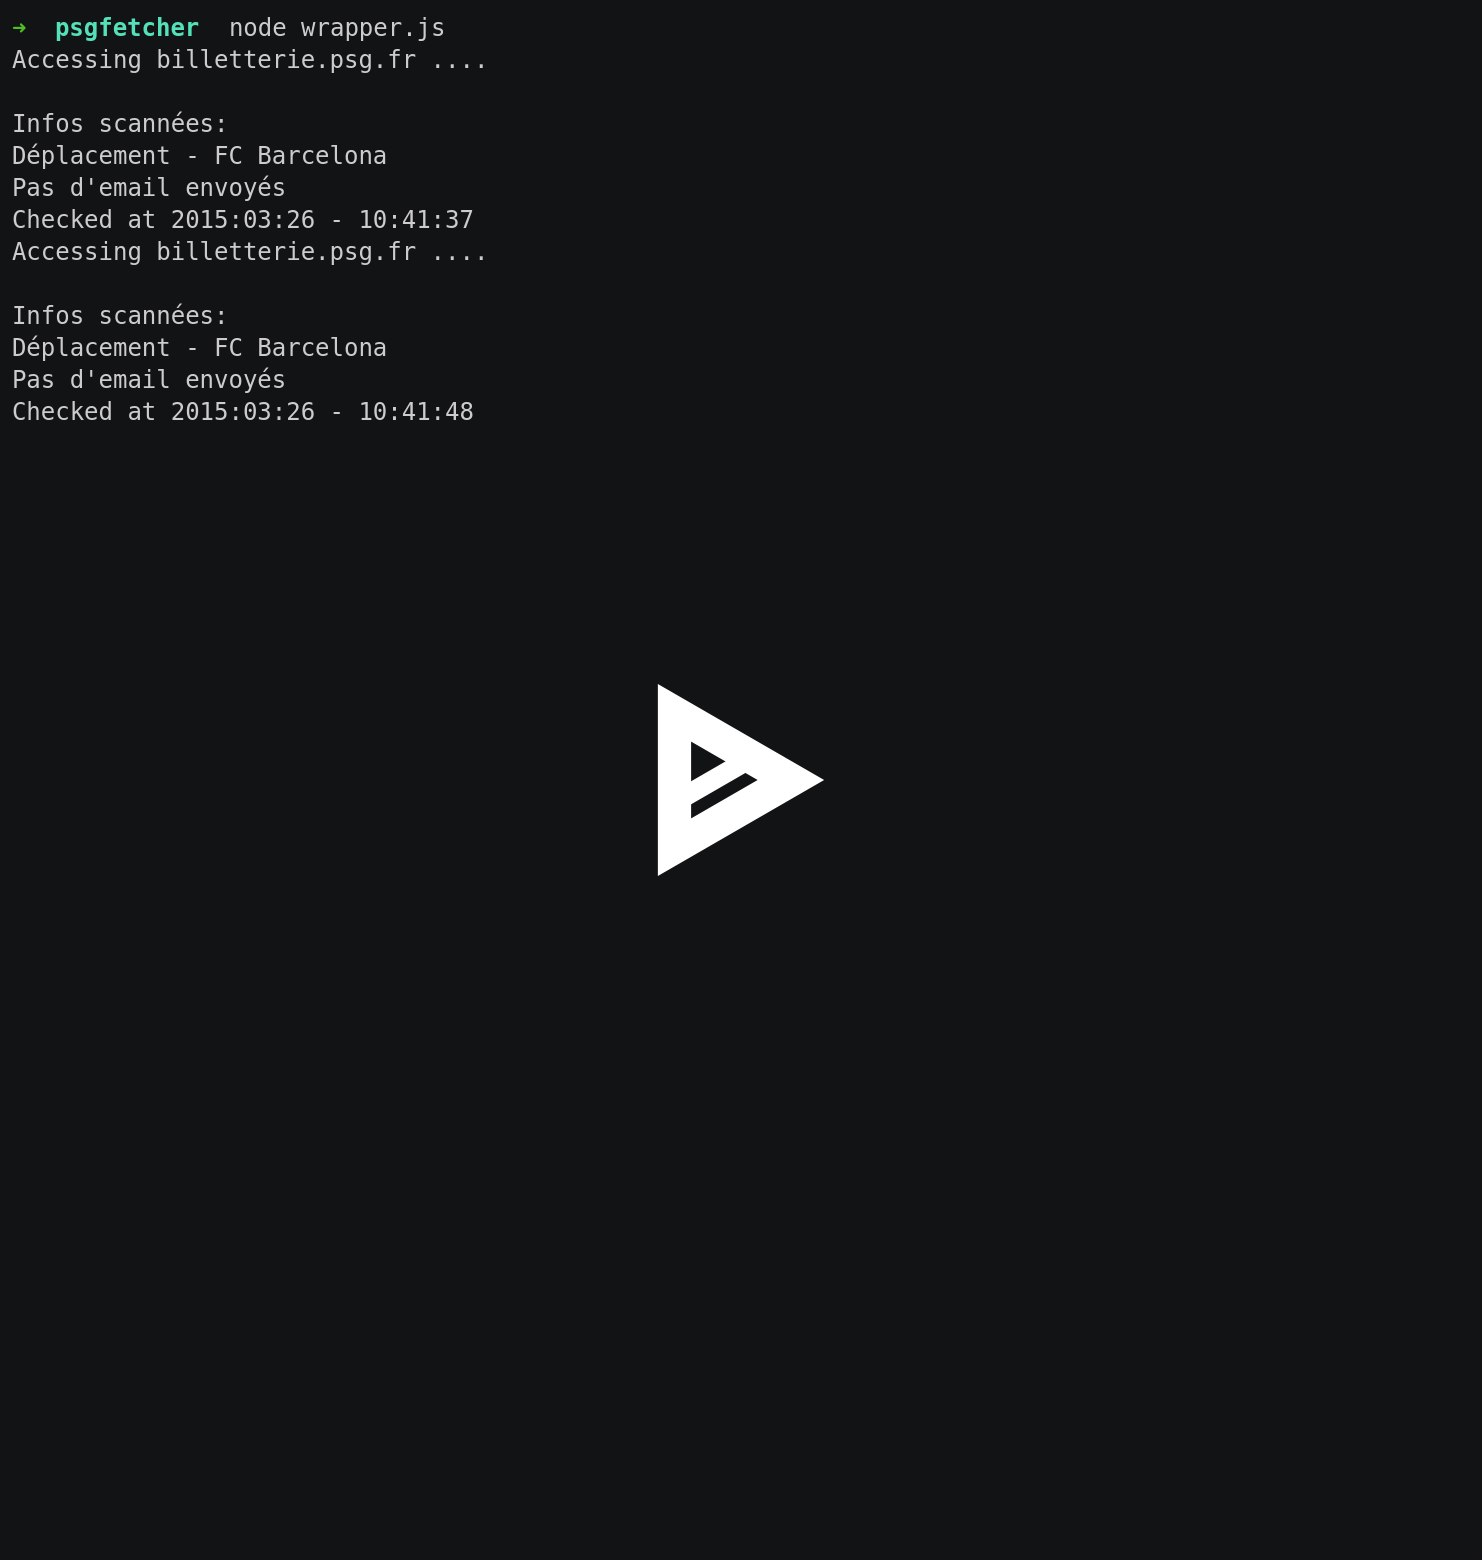 ➜  psgfetcher  node wrapper.js
Accessing billetterie.psg.fr ....
Infos scannées:
Déplacement - FC Barcelona
Pas d'email envoyés
Checked at 2015:03:26 - 10:41:37
Accessing billetterie.psg.fr ....
Infos scannées:
Déplacement - FC Barcelona
Pas d'email envoyés
Checked at 2015:03:26 - 10:41:48